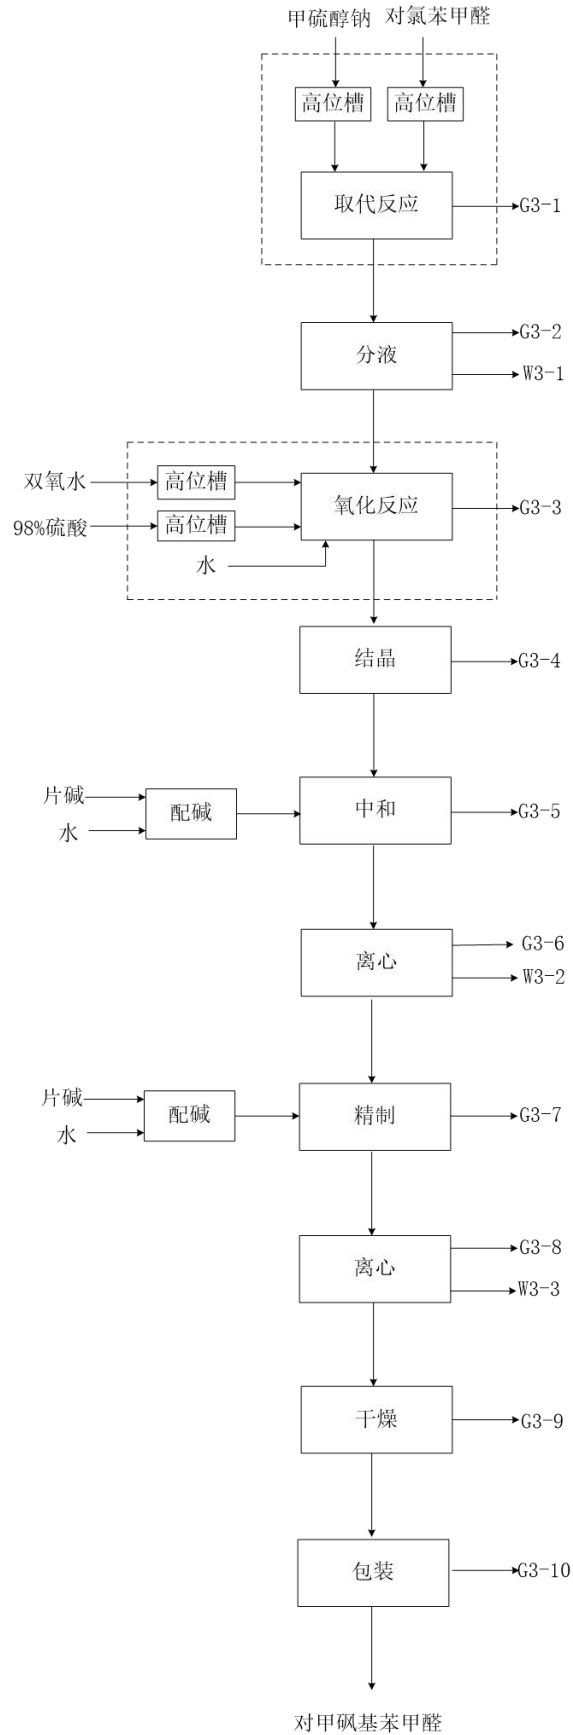 甲硫醇钠 对氯苯甲醛
高位槽 高位槽
取代反应 G3-1
分液 G3-2
W3-1
双氧水 高位槽 氧化反应 G3-3
98%硫酸 高位槽
水
结晶 G3-4
片碱
水 配碱 中和 G3-5
离心 G3-6
W3-2
片碱
水 配碱 精制 G3-7
离心 G3-8
W3-3
干燥 G3-9
包装 G3-10
对甲砜基苯甲醛